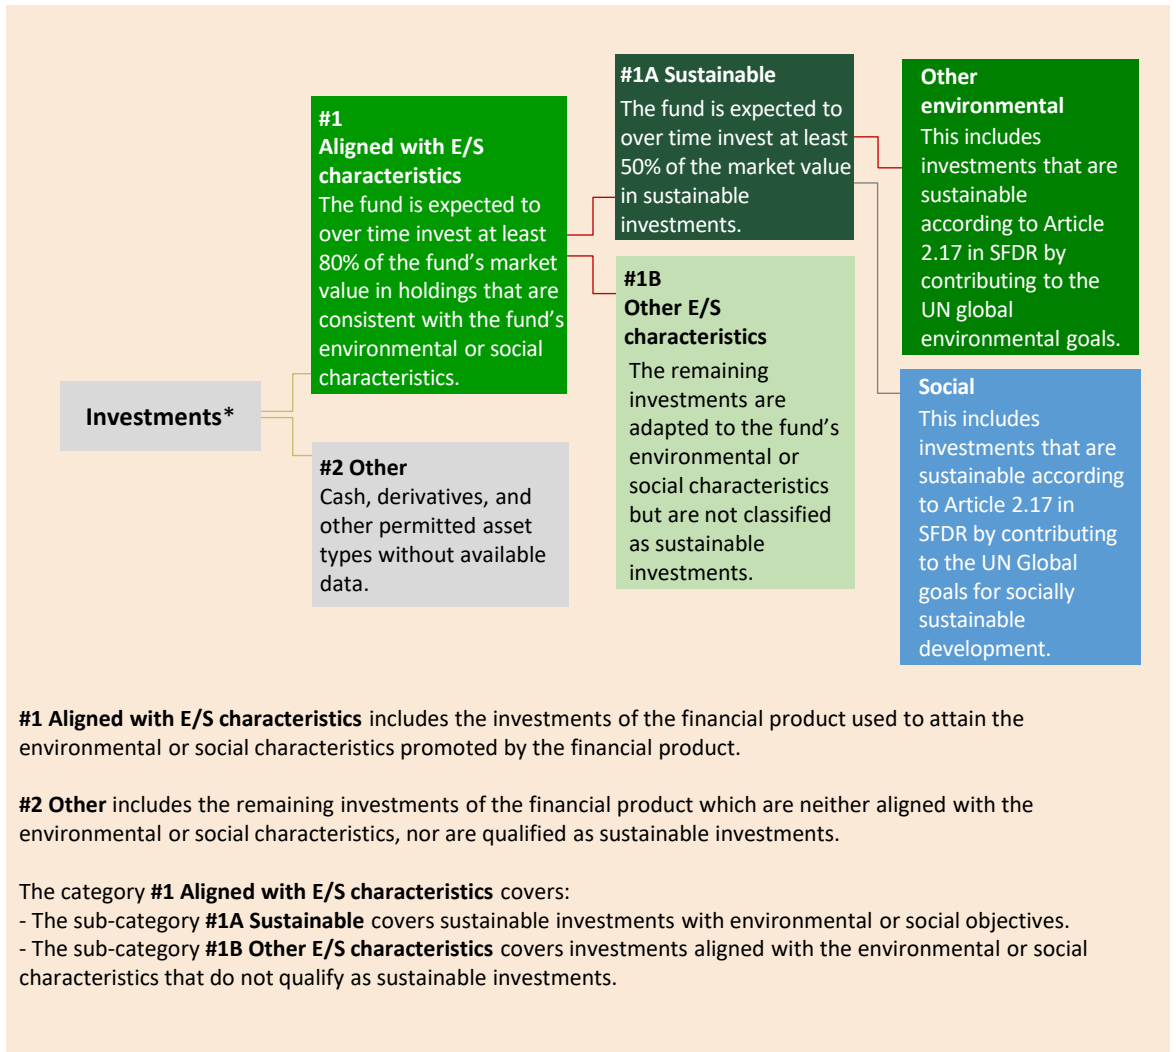 Investments*
#1
Aligned with E/S
characteristics
The fund is expected to
over time invest at least
80% of the fund's market
value in holdings that are
consistent with the fund's
environmental or social
characteristics.
#2 Other
Cash, derivatives, and
other permitted asset
types without available
data.
#1A Sustainable
The fund is expected to
over time invest at least
50% of the market value
in sustainable
investments.
#1B
Other E/S
characteristics
The remaining
investments are
adapted to the fund's
environmental or
social characteristics
but are not classified
as sustainable
investments.
Other
environmental
This includes
investments that are
sustainable
according to Article
2.17 in SFDR by
contributing to the
UN global
environmental goals.
Social
This includes
investments that are
sustainable according
to Article 2.17 in
SFDR by contributing
to the UN Global
goals for socially
sustainable
development.
#1 Aligned with E/S characteristics includes the investments of the financial product used to attain the
environmental or social characteristics promoted by the financial product.
#2 Other includes the remaining investments of the financial product which are neither aligned with the
environmental or social characteristics, nor are qualified as sustainable investments.
The category #1 Aligned with E/S characteristics covers:
- The sub-category #1A Sustainable covers sustainable investments with environmental or social objectives.
- The sub-category #1B Other E/S characteristics covers investments aligned with the environmental or social
characteristics that do not qualify as sustainable investments.